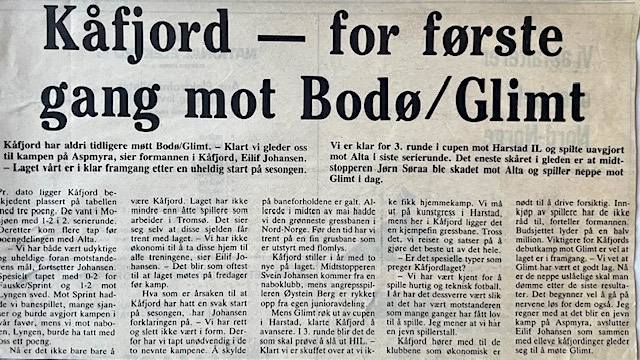 Kåfjord — for første
gang mot Bodø/Glimt
Kåfjord har aldri tidligere møtt Bodø/Glimt. – Klart vi gleder oss
til kampen på Aspmyra, sier formannen i Kåfjord, Eilif Johansen.
– Laget vårt er i klar framgang etter en uheldig start på sesongen.
Vi er klar for 3. runde i cupen mot Harstad IL og spilte uavgjort
mot Alta i siste serierunde. Det eneste skåret i gleden er at midt-
stopperen Jørn Søraa ble skadet mot Alta og spiller neppe mot
Glimt i dag.
Pr. dato ligger Kåfjord
beskjedent plassert på tabellen
med tre poeng. De vant i Mo-
sjøen med 1-2 i 2. serierunde.
Deretter kom flere tap før
poengdelingen med Alta.
– Vi har både vært udyktige
og uheldige foran motstande-
nes mål, fortsetter Johansen.
Spesielt tapet med 0-2 for
Fauske/Sprint og 1-2 mot
Lyngen sved. Mot Sprint hadde
de vi banespillet, mange sjan-
ser og burde avgjort kampen i
vår favør, mens vi mot nabo-
en, Lyngen, burde ha tatt med
oss ett poeng.
Nå er det ikke bare bare å
være Kåfjord. Laget har ikke
mindre enn åtte spillere som
arbeider i Tromsø. Det sier
seg selv at disse sjelden får
trent med laget. – Vi har ikke
økonomi til å ta disse hjem til
alle treningene, sier Eilif Jo-
hansen. – Det blir som oftest
til at laget møtes på fredager
før kamp.
Hva som er årsaken til at
Kåfjord har hatt en svak start
på sesongen, har Johansen
forklaringen på. – Vi har rett
og slett ikke vært i form. Der-
for har vi tapt unødvendig i de
to nevnte kampene. Å skylde
på baneforholdene er galt. Al-
lerede i midten av mai hadde
vi den grønneste gressbanen i
Nord-Norge. Før den tid har vi
trent på en fin grusbane som
er utstyrt med flomlys.
Kåfjord stiller i år med to
nye på laget. Midtstopperen
Svein Johansen kommer fra en
naboklubb, mens angrepsspil-
leren Øystein Berg er rykket
opp i egen junioravdeling.
Mens Glimt røk ut av cup
i Harstad, klarte Kåfjord å
avansere. I 3. runde blir det de
som skal prøve å slå ut HIL. –
Klart vi er skuffet over at vi ik-
ke fikk hjemmekamp. Vi må ut
på kunstgress i Harstad,
mens her i Kåfjord ligger det
en kjempefin gressbane. Tross
det, vi reiser og satser på å
gjøre det beste ut av det hele.
– Er det spesielle typer som
preger Kåfjordlaget?
– Vi har vært kjent for å
spille hurtig og teknisk fotball.
I år har det dessverre vært slik
at det har vært motstanderen
som mange ganger har fått lov
til å spille. Jeg mener at vi har
en jevn spillerstall.
Kåfjord hører med til de
klubbene som økonomisk er
nødt til å drive forsiktig. Inn-
kjøp av spillere har de ikke
råd til, forteller formannen.
Budsjettet lyder på en halv
million. Viktigere for Kåfjords
debutkamp mot Glimt er vel at
laget er i framgang. – Vi vet at
Glimt har vært et godt lag. Nå
er de neppe uslåelige skal man
dømme etter de siste resulta-
ter. Det begynner vel å gå på
nervene løs for dem også. Jeg
regner med at det blir en jevn
kamp på Aspmyra, avslutter
Eilif Johansen som sammen
med eleve kåfjordinger gleder
seg til å møte Glimt.